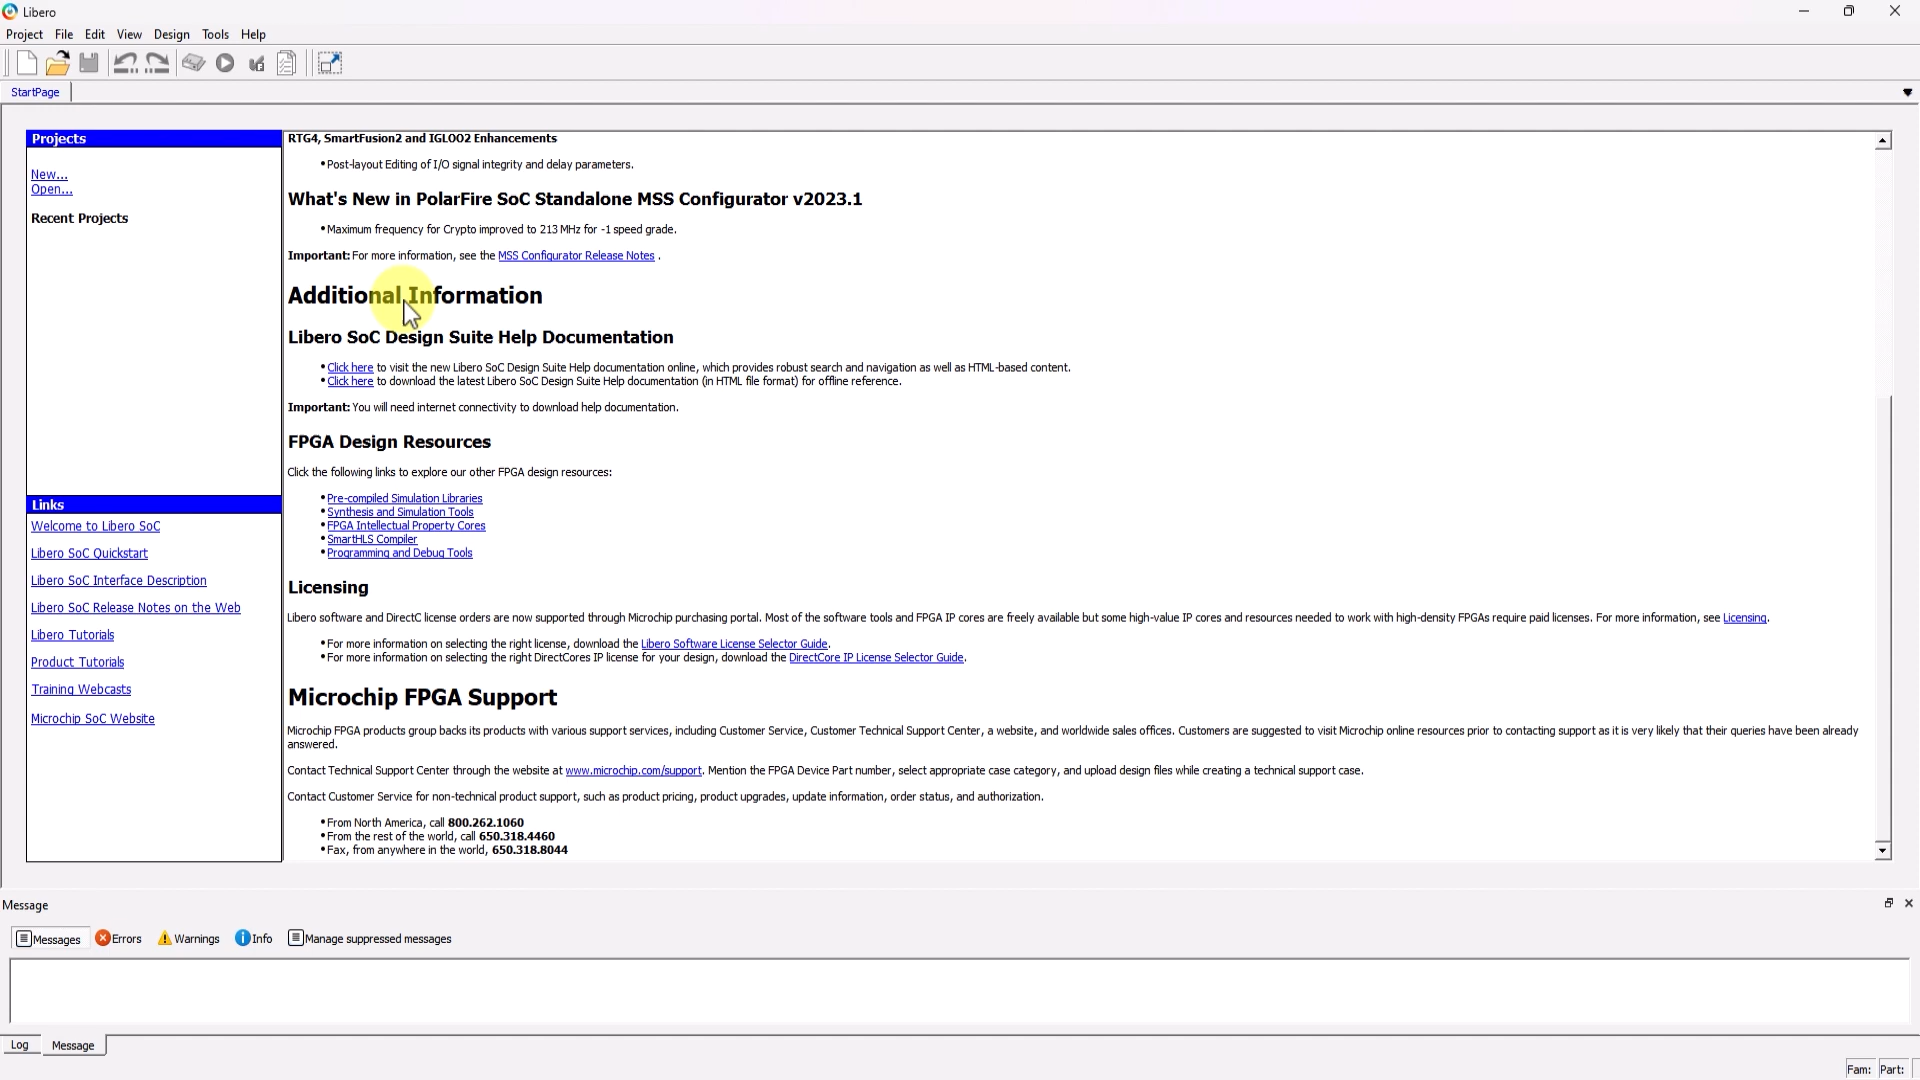 Libero
Project File Edit View Design Tools Help
StartPage
Projects
New...
Open...
Recent Projects
Links
Welcome to Libero SoC
Libero SoC Quickstart
Libero SoC Interface Description
Libero SoC Release Notes on the Web
Libero Tutorials
Product Tutorials
Training Webcasts
Microchip SoC Website
RTG4, SmartFusion2 and IGLOO2 Enhancements
• Post-layout Editing of I/O signal integrity and delay parameters.
What's New in PolarFire SoC Standalone MSS Configurator v2023.1
• Maximum frequency for Crypto improved to 213 MHz for -1 speed grade.
Important: For more information, see the MSS Configurator Release Notes .
Additional Information
Libero SoC Design Suite Help Documentation
• Click here to visit the new Libero SoC Design Suite Help documentation online, which provides robust search and navigation as well as HTML-based content.
• Click here to download the latest Libero SoC Design Suite Help documentation (in HTML file format) for offline reference.
Important: You will need internet connectivity to download help documentation.
FPGA Design Resources
Click the following links to explore our other FPGA design resources:
• Pre-compiled Simulation Libraries
• Synthesis and Simulation Tools
• FPGA Intellectual Property Cores
• SmartHLS Compiler
• Programming and Debug Tools
Licensing
Libero software and DirectC license orders are now supported through Microchip purchasing portal. Most of the software tools and FPGA IP cores are freely available but some high-value IP cores and resources needed to work with high-density FPGAs require paid licenses. For more information, see Licensing.
• For more information on selecting the right license, download the Libero Software License Selector Guide.
• For more information on selecting the right DirectCores IP license for your design, download the DirectCore IP License Selector Guide.
Microchip FPGA Support
Microchip FPGA products group backs its products with various support services, including Customer Service, Customer Technical Support Center, a website, and worldwide sales offices. Customers are suggested to visit Microchip online resources prior to contacting support as it is very likely that their queries have been already
answered.
Contact Technical Support Center through the website at www.microchip.com/support. Mention the FPGA Device Part number, select appropriate case category, and upload design files while creating a technical support case.
Contact Customer Service for non-technical product support, such as product pricing, product upgrades, update information, order status, and authorization.
• From North America, call 800.262.1060
• From the rest of the world, call 650.318.4460
• Fax, from anywhere in the world, 650.318.8044
Message
Messages Errors Warnings Info Manage suppressed messages
Log Message
Fam: Part: